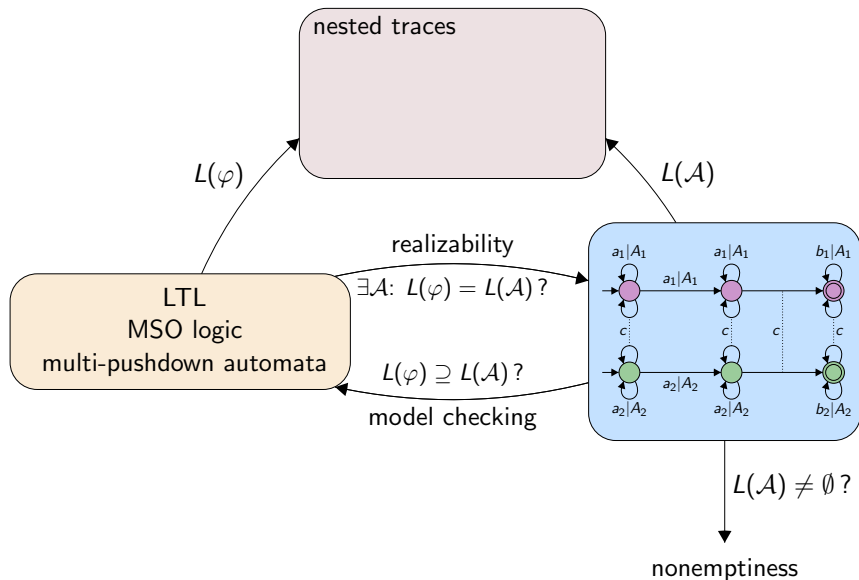 nested traces
L(φ)
L(𝒜)
realizability
∃𝒜: L(φ) = L(𝒜) ?
LTL
MSO logic
multi-pushdown automata
L(φ) ⊇ L(𝒜) ?
model checking
a₁|A₁ a₁|A₁ b₁|A₁
a₁|A₁
c c c c
a₂|A₂
a₂|A₂ a₂|A₂ b₂|A₂
L(𝒜) ≠ ∅ ?
nonemptiness